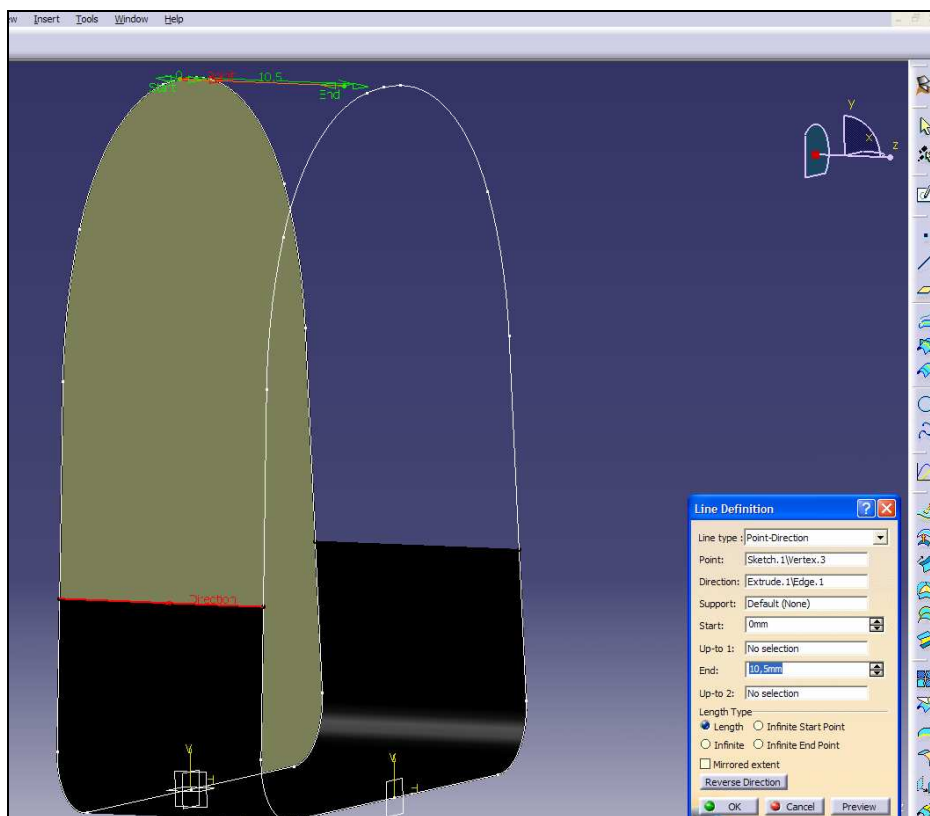 Insert Tools Window Help
Start
10,5
End
y
x
z
Direction
V
V
Line Definition
Line type : Point-Direction
Point: Sketch.1\Vertex.3
Direction: Extrude.1\Edge.1
Support: Default (None)
Start: 0mm
Up-to 1: No selection
End: 10,5mm
Up-to 2: No selection
Length Type
Length Infinite Start Point
Infinite Infinite End Point
Mirrored extent
Reverse Direction
OK Cancel Preview